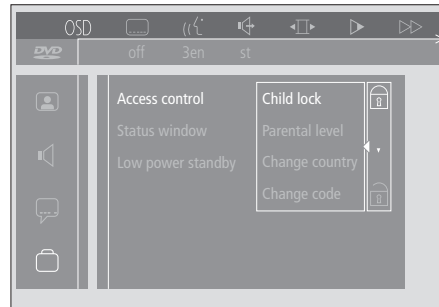 OSD
DVD off 3en st
Access control Child lock
Status window Parental level
Low power standby Change country
Change code